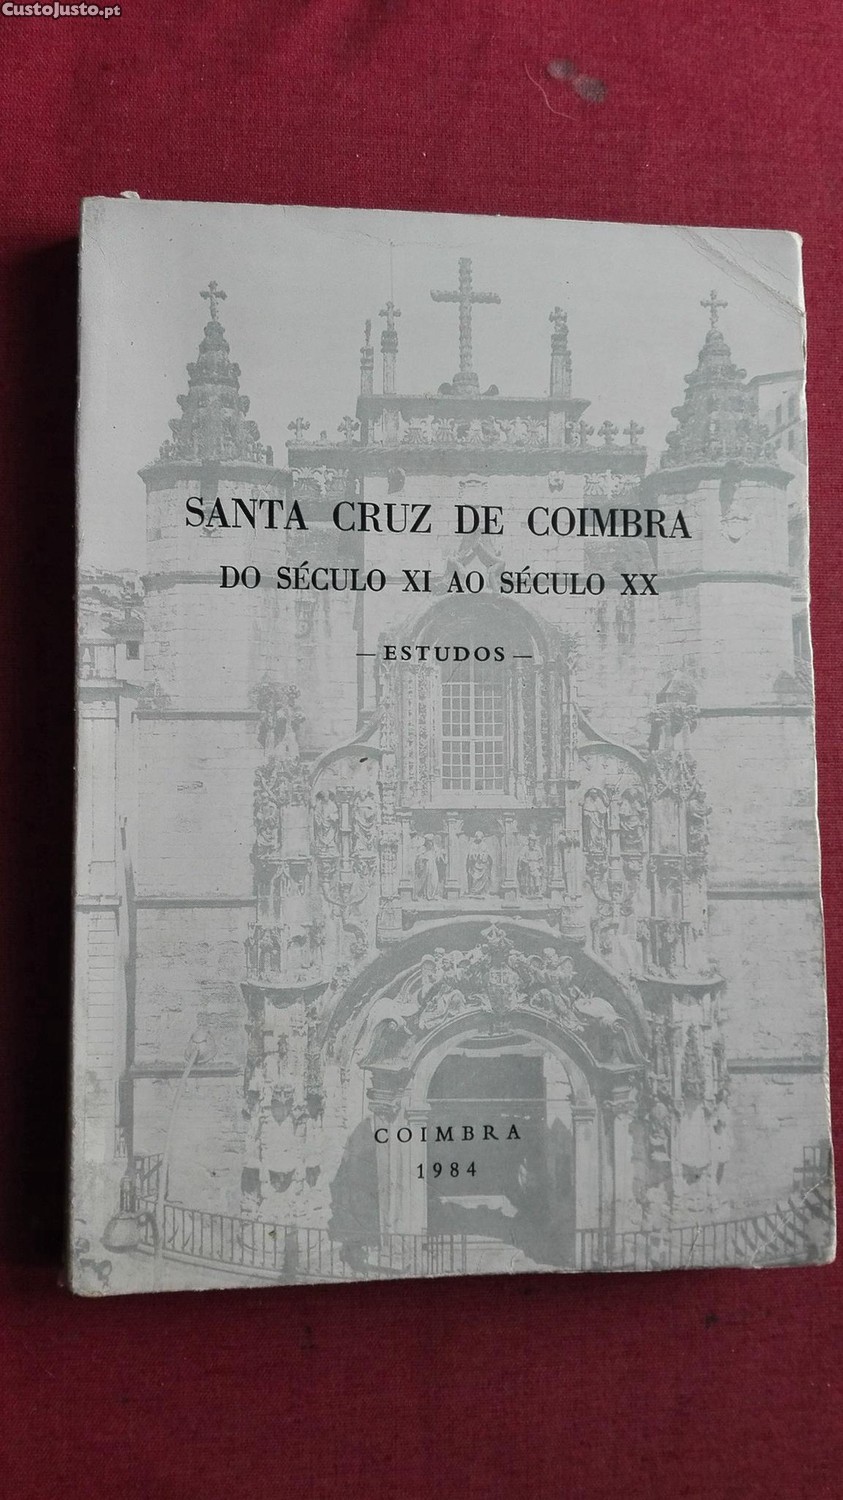 CustoJusto.pt
SANTA CRUZ DE COIMBRA
DO SÉCULO XI AO SÉCULO XX
—ESTUDOS—
COIMBRA
1984